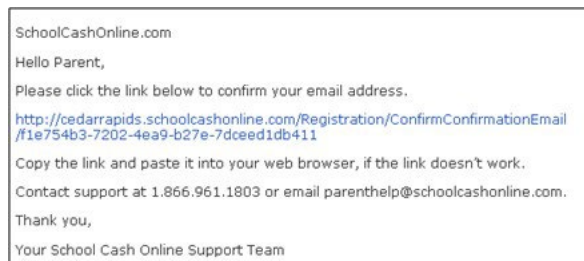 SchoolCashOnline.com
Hello Parent,
Please click the link below to confirm your email address.
http://cedarrapids.schoolcashonline.com/Registration/ConfirmConfirmationEmail
/f1e754b3-7202-4ea9-b27e-7dceed1db411
Copy the link and paste it into your web browser, if the link doesn't work.
Contact support at 1.866.961.1803 or email parenthelp@schoolcashonline.com.
Thank you,
Your School Cash Online Support Team